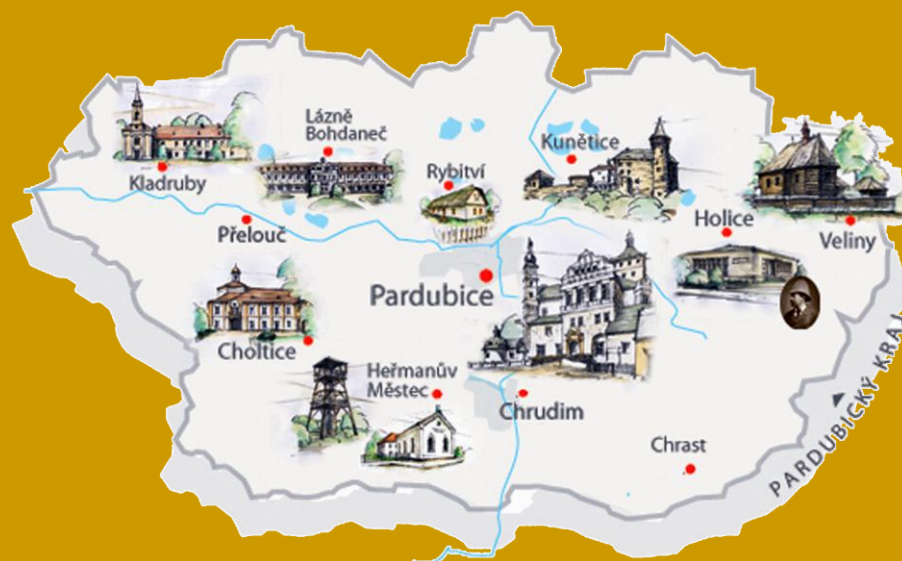 Lázně
Bohdaneč
Kunětice
Rybitví
Kladruby
Holice
Přelouč
Veliny
Pardubice
Choltice
Heřmanův
Městec
Chrudim
Chrast
PARDUBICKÝ KRAJ